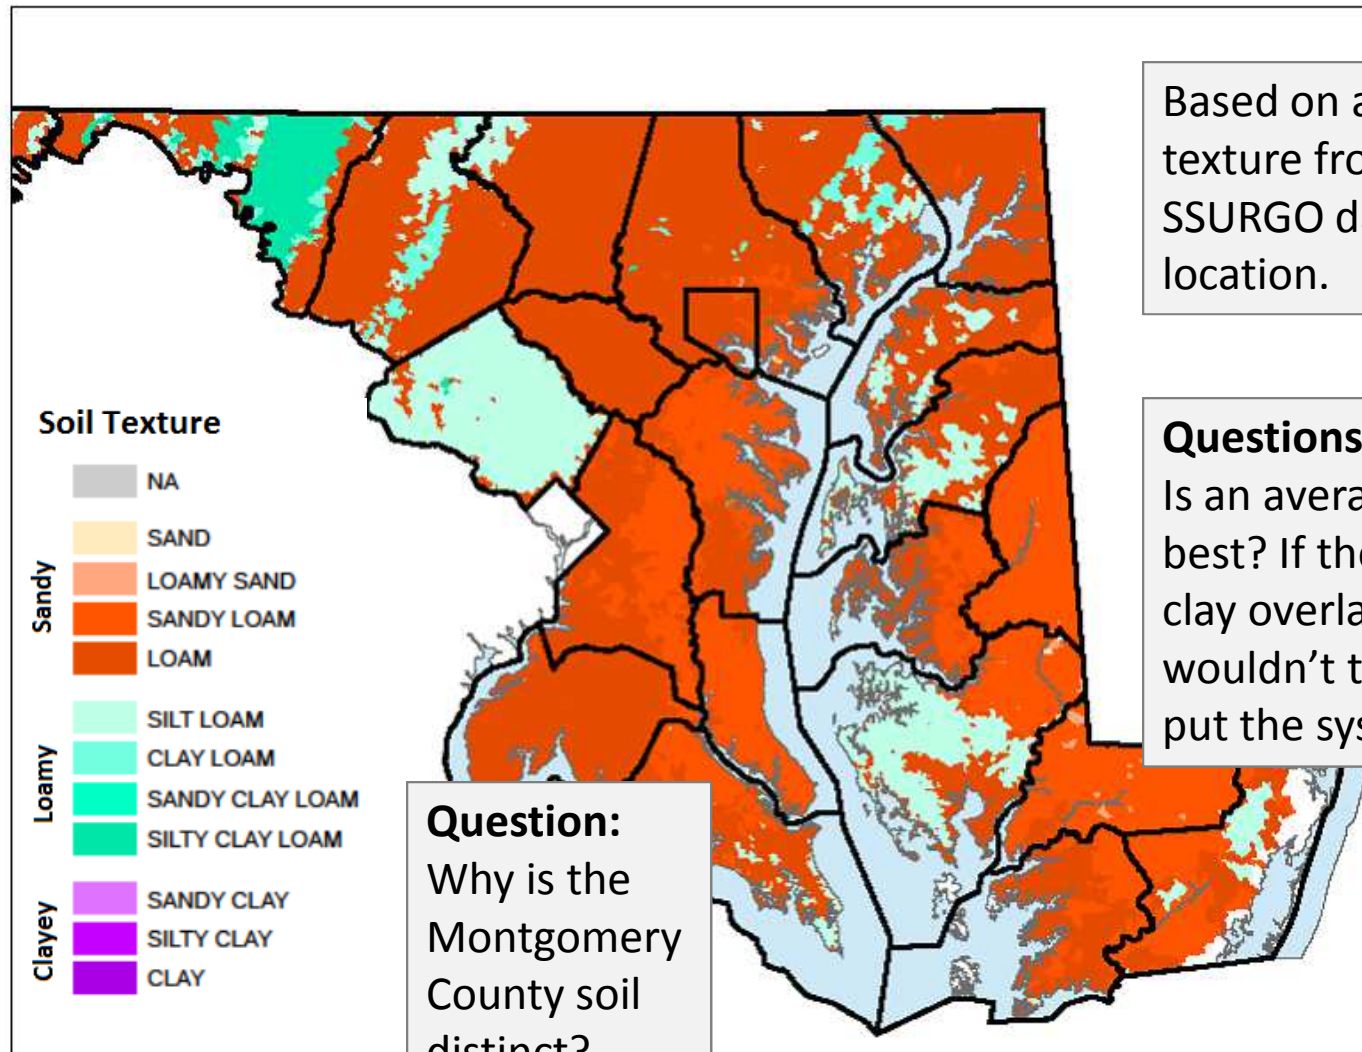 Based on a
texture fro
SSURGO d
location.
Questions
Is an avera
best? If the
clay overla
wouldn’t t
put the sys
Soil Texture
NA
Sandy
SAND
LOAMY SAND
SANDY LOAM
LOAM
Loamy
SILT LOAM
CLAY LOAM
SANDY CLAY LOAM
SILTY CLAY LOAM
Clayey
SANDY CLAY
SILTY CLAY
CLAY
Question:
Why is the
Montgomery
County soil
distinct?